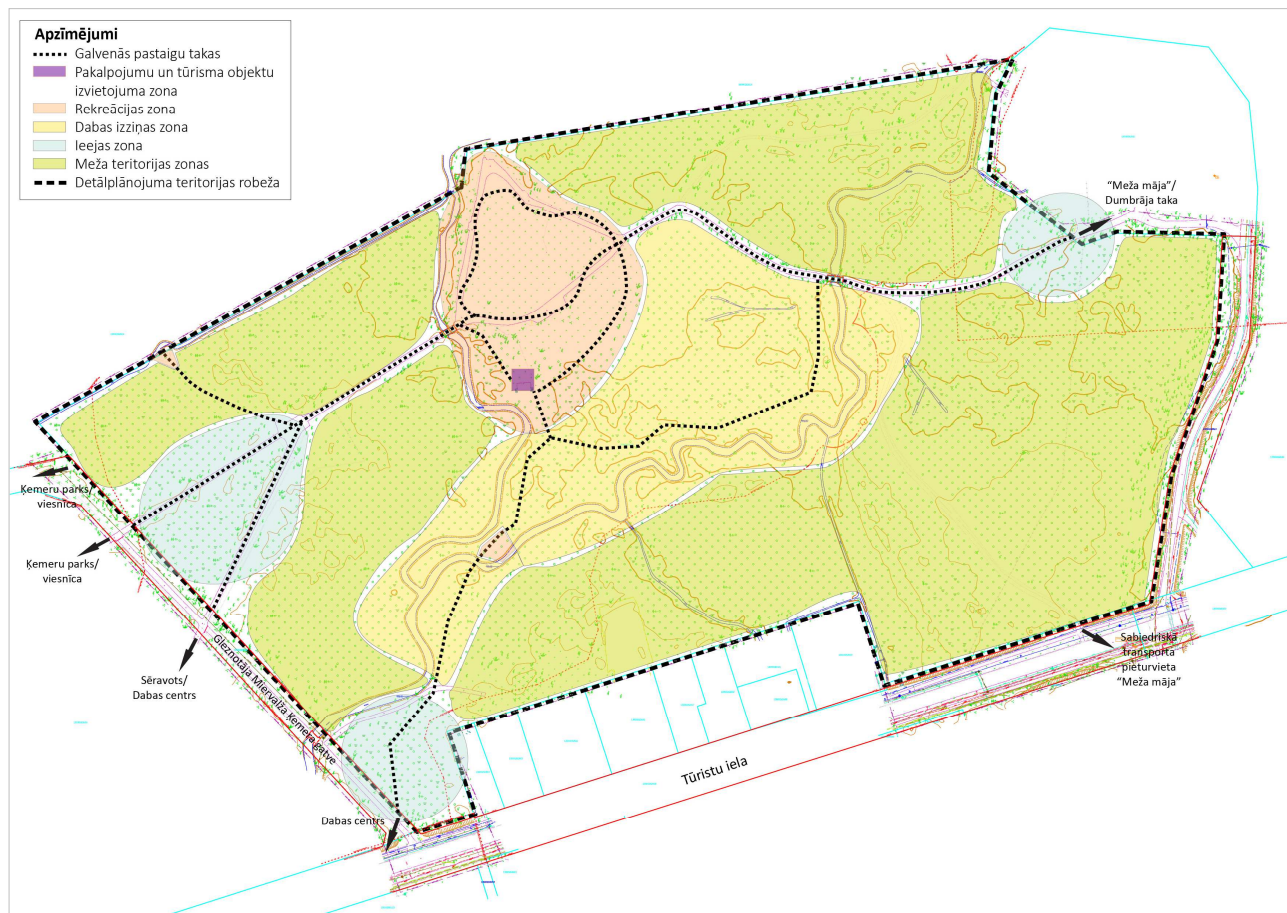 Apzīmējumi
Galvenās pastaigu takas
Pakalpojumu un tūrisma objektu
izvietojuma zona
Rekreācijas zona
Dabas izziņas zona
Ieejas zona
Meža teritorijas zonas
Detālplānojuma teritorijas robeža
"Meža māja"/
Dumbrāja taka
Ķemeru parks/
viesnīca
Ķemeru parks/
viesnīca
Sēravots/
Dabas centrs
Gleznotāja Miervalža Ķemera gatve
Sabiedriskā
transporta
pieturvieta
"Meža māja"
Tūristu iela
Dabas centrs